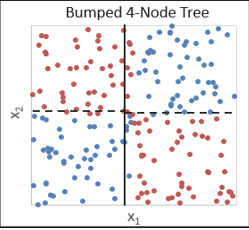 Bumped 4-Node Tree
x₂
x₁